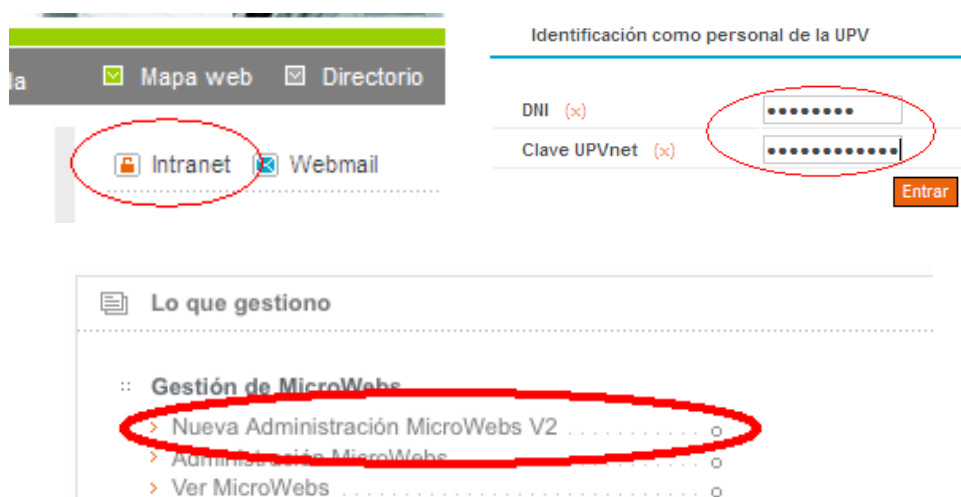 Identificación como personal de la UPV
la Mapa web Directorio
DNI (x) ••••••••
Clave UPVnet (x) ••••••••••••
Intranet Webmail
Entrar
Lo que gestiono
:: Gestión de MicroWebs
> Nueva Administración MicroWebs V2 . . . . . . . . . . . o
> Administración MicroWebs . . . . . . . . . . . . . . . . . . o
> Ver MicroWebs . . . . . . . . . . . . . . . . . . . . . . . . . . . . o